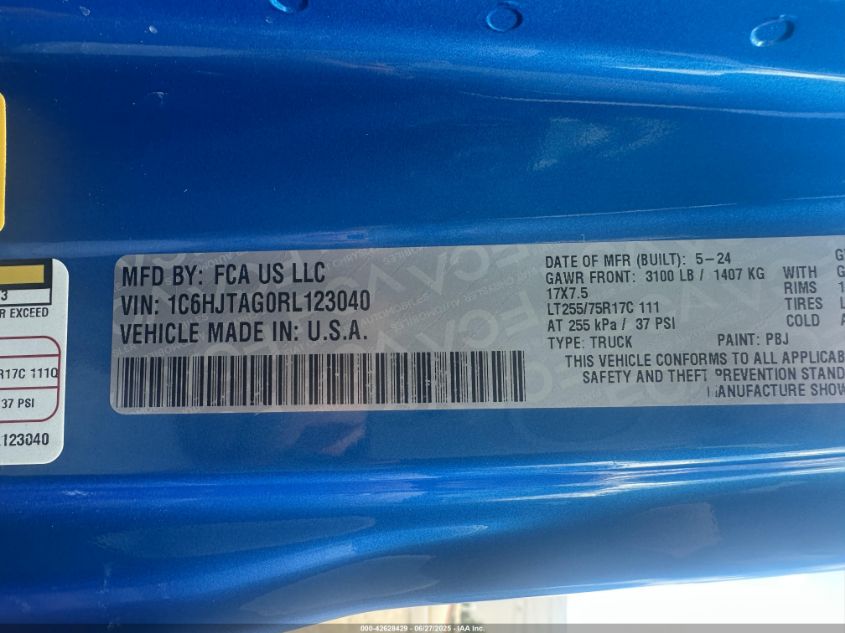 MFD BY: FCA US LLC
VIN: 1C6HJTAG0RL123040
VEHICLE MADE IN: U.S.A.
DATE OF MFR (BUILT): 5-24
GAWR FRONT: 3100 LB / 1407 KG WITH
17X7.5 RIMS
LT255/75R17C 111 TIRES
AT 255 kPa / 37 PSI COLD
TYPE: TRUCK PAINT: PBJ
THIS VEHICLE CONFORMS TO ALL APPLICAB
SAFETY AND THEFT PREVENTION STAND
MANUFACTURE SHOW
3
R EXCEED
R17C 111Q
37 PSI
123040
FCA
000-42628429 - 06/27/2025 - IAA Inc.